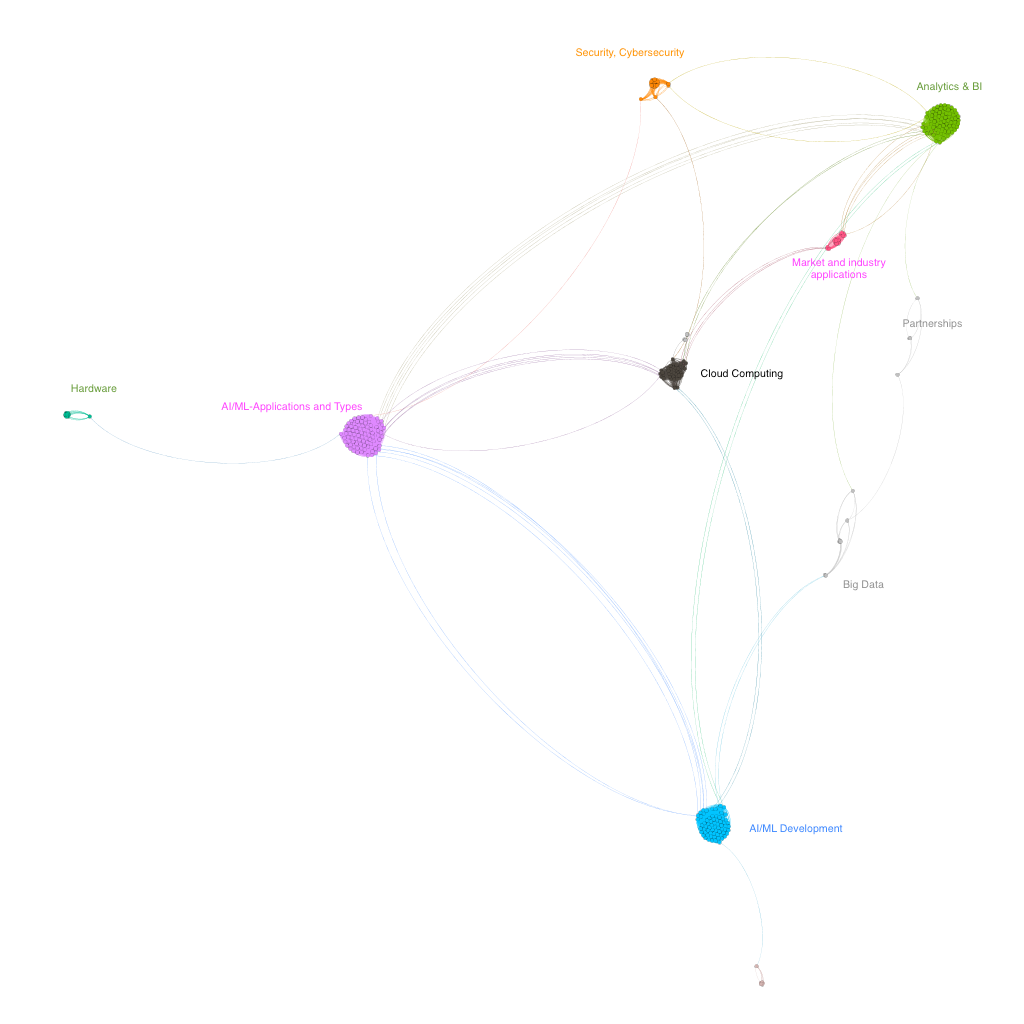 Security, Cybersecurity
Analytics & BI
Market and industry
applications
Partnerships
Cloud Computing
Hardware
AI/ML-Applications and Types
Big Data
AI/ML Development